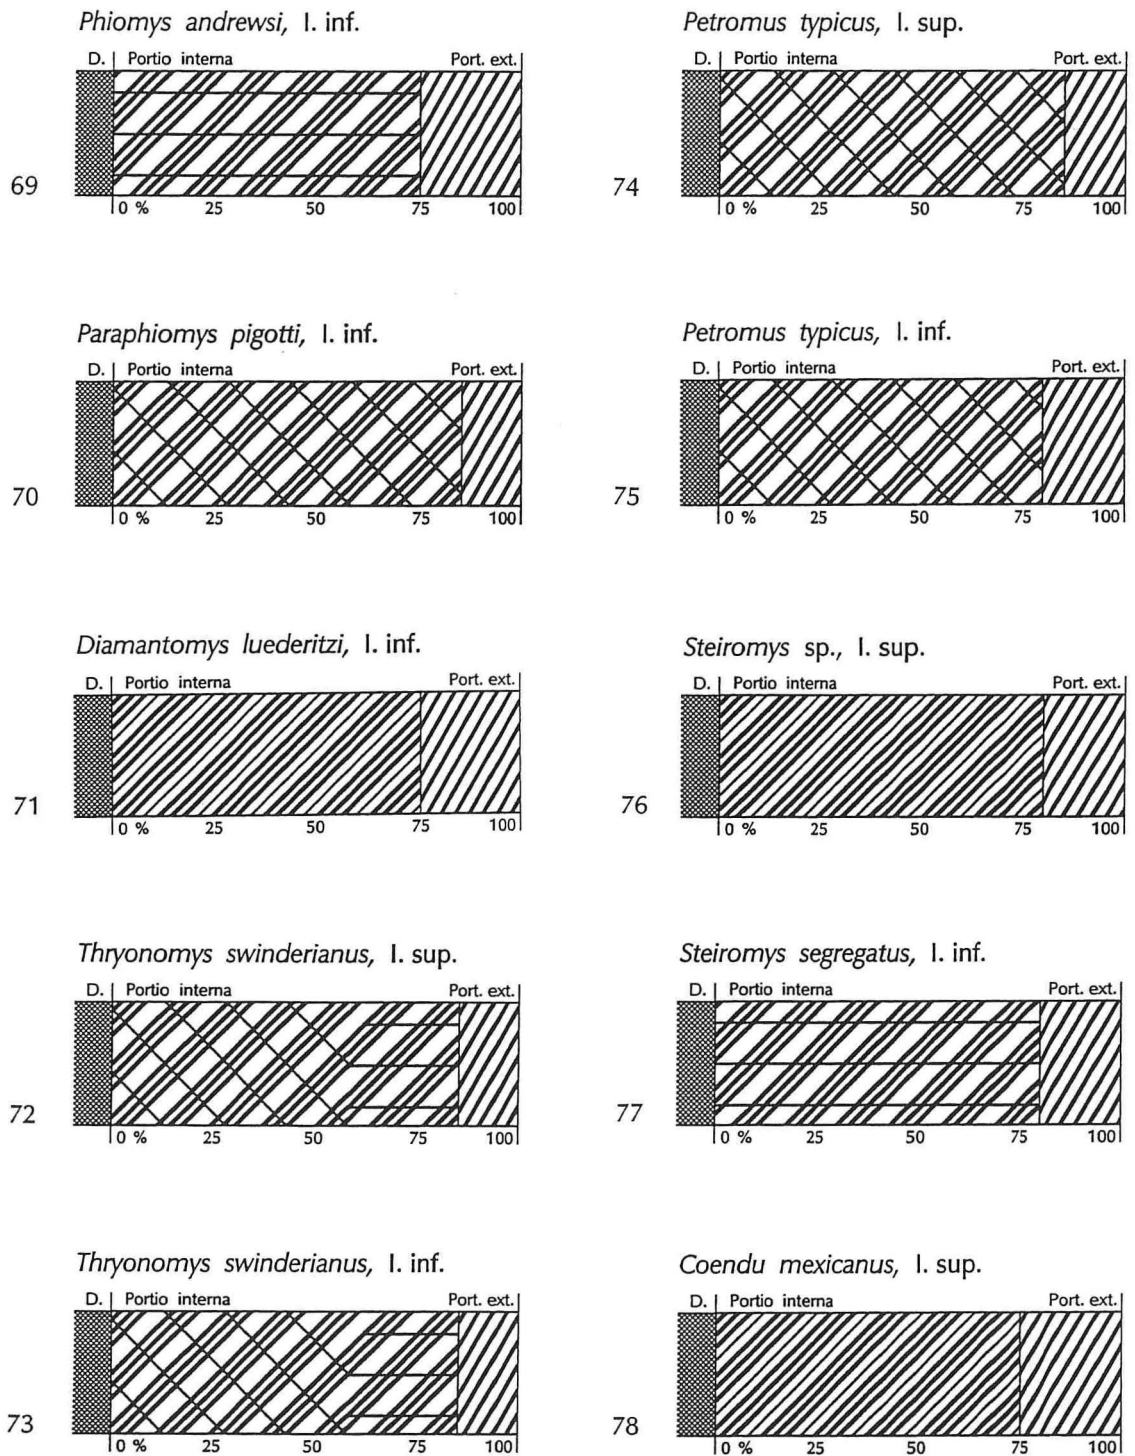 Phiomys andrewsi, I. inf.
D. Portio interna Port. ext.
69
0 % 25 50 75 100
Paraphiomys pigotti, I. inf.
D. Portio interna Port. ext.
70
0 % 25 50 75 100
Diamantomys luederitzi, I. inf.
D. Portio interna Port. ext.
71
0 % 25 50 75 100
Thryonomys swinderianus, I. sup.
D. Portio interna Port. ext.
72
0 % 25 50 75 100
Thryonomys swinderianus, I. inf.
D. Portio interna Port. ext.
73
0 % 25 50 75 100
Petromus typicus, I. sup.
D. Portio interna Port. ext.
74
0 % 25 50 75 100
Petromus typicus, I. inf.
D. Portio interna Port. ext.
75
0 % 25 50 75 100
Steiromys sp., I. sup.
D. Portio interna Port. ext.
76
0 % 25 50 75 100
Steiromys segregatus, I. inf.
D. Portio interna Port. ext.
77
0 % 25 50 75 100
Coendu mexicanus, I. sup.
D. Portio interna Port. ext.
78
0 % 25 50 75 100